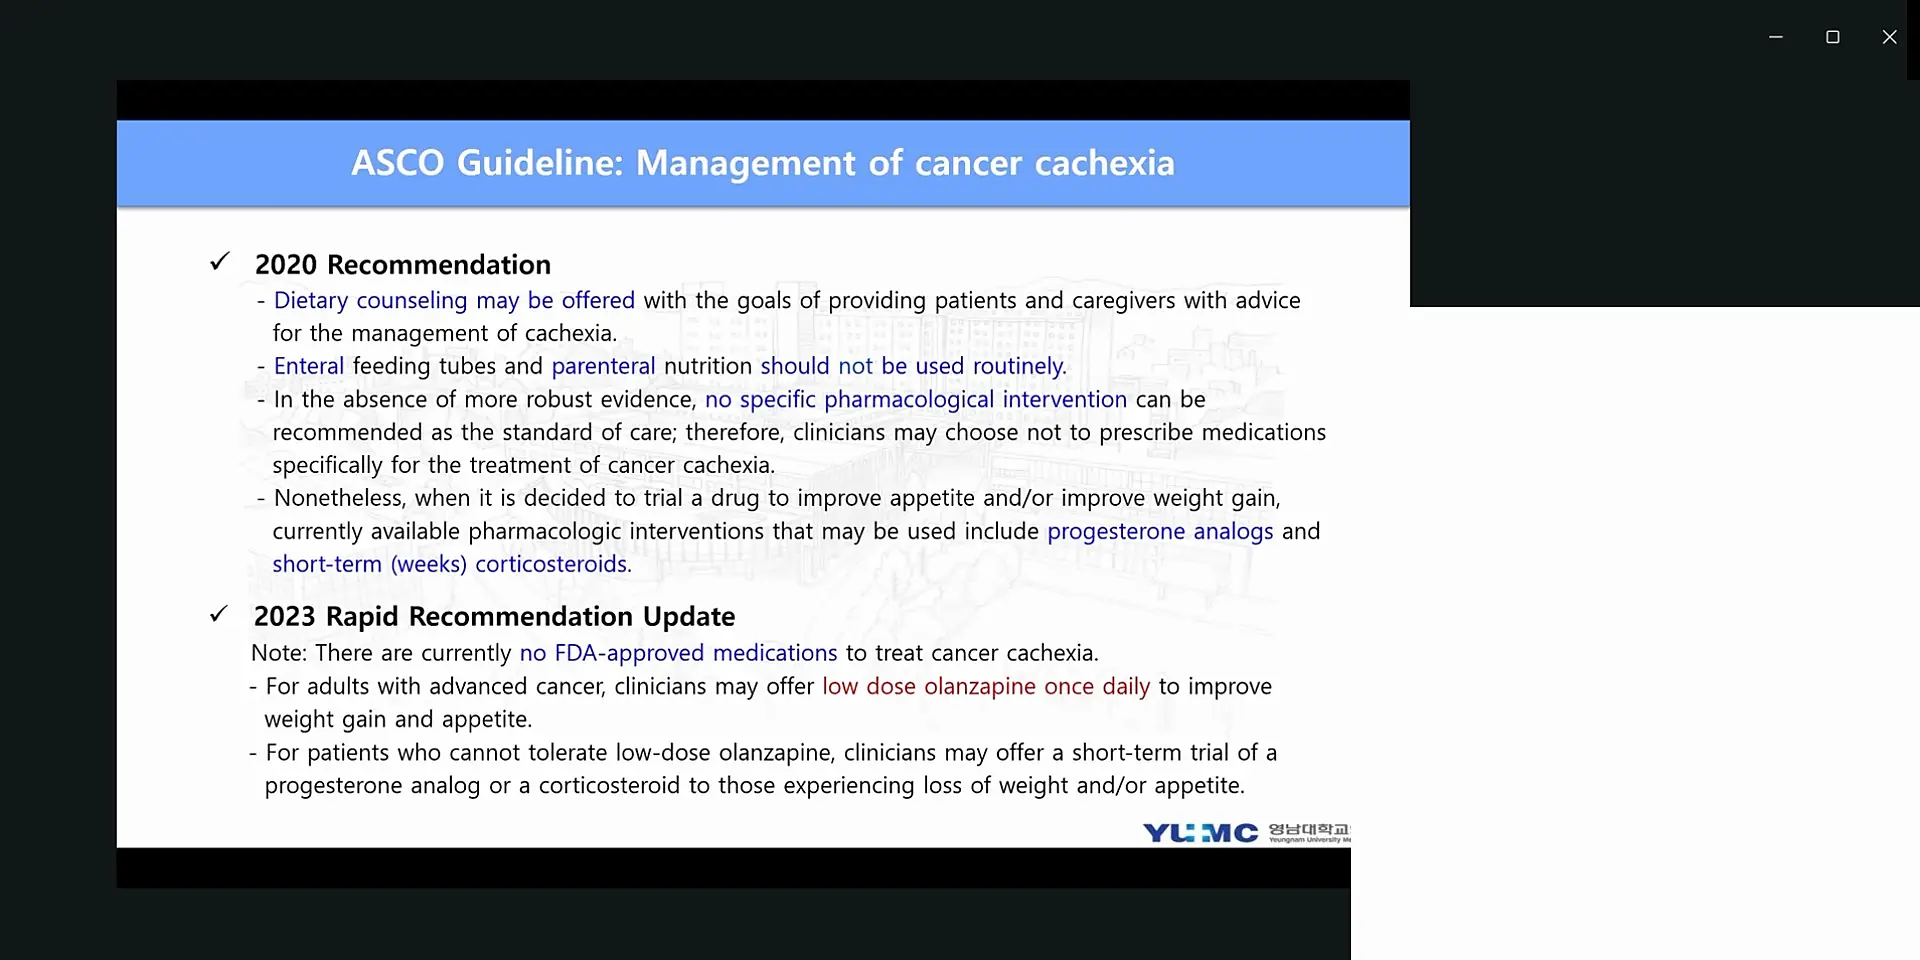 ASCO Guideline: Management of cancer cachexia
✓ 2020 Recommendation
- Dietary counseling may be offered with the goals of providing patients and caregivers with advice
for the management of cachexia.
- Enteral feeding tubes and parenteral nutrition should not be used routinely.
- In the absence of more robust evidence, no specific pharmacological intervention can be
recommended as the standard of care; therefore, clinicians may choose not to prescribe medications
specifically for the treatment of cancer cachexia.
- Nonetheless, when it is decided to trial a drug to improve appetite and/or improve weight gain,
currently available pharmacologic interventions that may be used include progesterone analogs and
short-term (weeks) corticosteroids.
✓ 2023 Rapid Recommendation Update
Note: There are currently no FDA-approved medications to treat cancer cachexia.
- For adults with advanced cancer, clinicians may offer low dose olanzapine once daily to improve
weight gain and appetite.
- For patients who cannot tolerate low-dose olanzapine, clinicians may offer a short-term trial of a
progesterone analog or a corticosteroid to those experiencing loss of weight and/or appetite.
YUMC 영남대학교
Yeungnam University